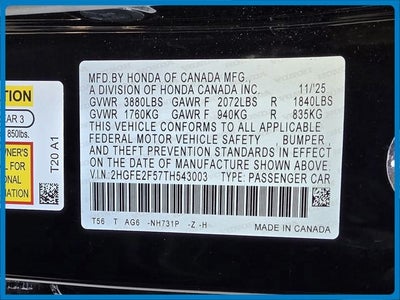 MFD.BY HONDA OF CANADA MFG.,
A DIVISION OF HONDA CANADA INC. 11/'25
GVWR 3880LBS GAWR F 2072LBS R 1840LBS
GVWR 1760KG GAWR F 940KG R 835KG
THIS VEHICLE CONFORMS TO ALL APPLICABLE
FEDERAL MOTOR VEHICLE SAFETY, BUMPER,
AND THEFT PREVENTION STANDARDS IN EFFECT
ON THE DATE OF MANUFACTURE SHOWN ABOVE.
V.I.N: 2HGFE2F57TH543003 TYPE: PASSENGER CAR
T56 T AG6 -NH731P -Z -H
MADE IN CANADA
EAR 3
850lbs.
NER'S
T20 A1